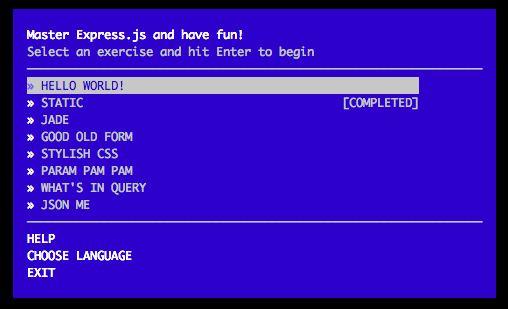 Master Express.js and have fun!
Select an exercise and hit Enter to begin
» HELLO WORLD!
» STATIC [COMPLETED]
» JADE
» GOOD OLD FORM
» STYLISH CSS
» PARAM PAM PAM
» WHAT'S IN QUERY
» JSON ME
HELP
CHOOSE LANGUAGE
EXIT